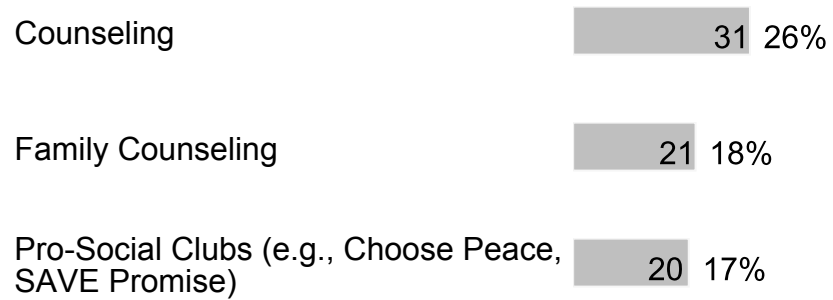 Counseling 31 26%
Family Counseling 21 18%
Pro-Social Clubs (e.g., Choose Peace,
SAVE Promise) 20 17%